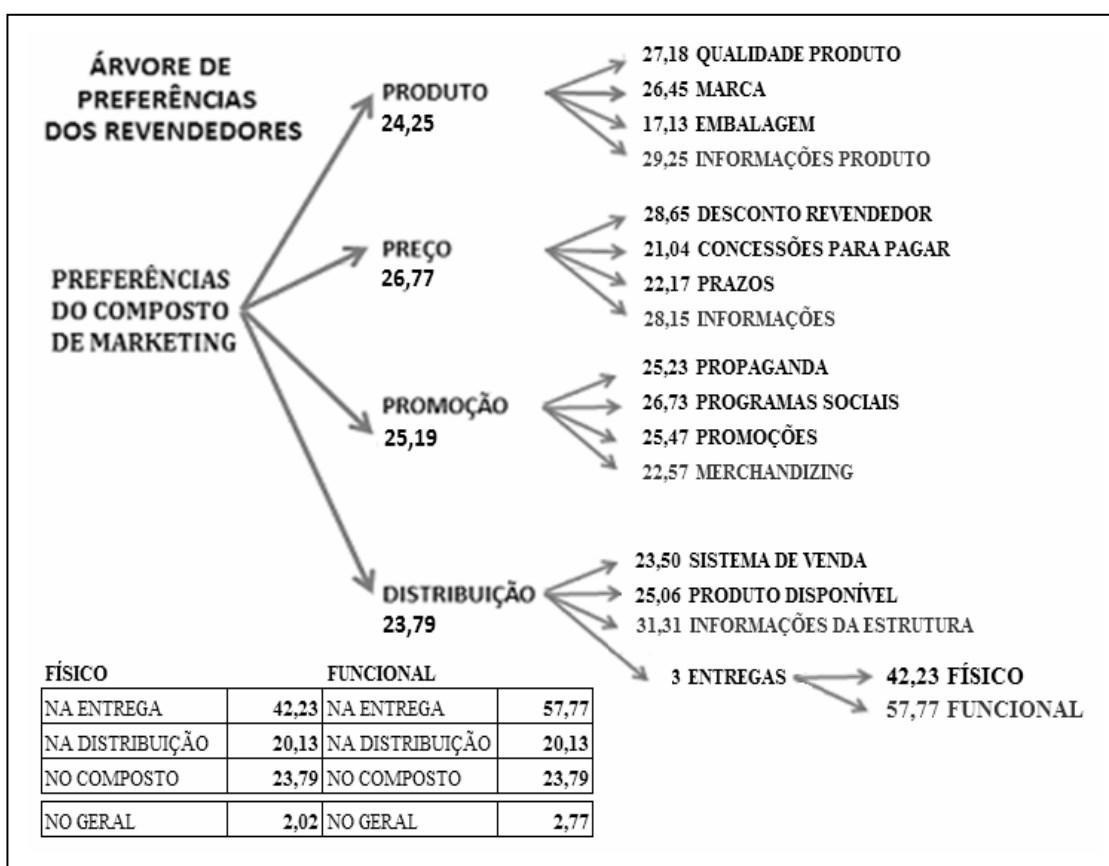 ÁRVORE DE
PREFERÊNCIAS
DOS REVENDEDORES
PREFERÊNCIAS
DO COMPOSTO
DE MARKETING
PRODUTO
24,25
27,18 QUALIDADE PRODUTO
26,45 MARCA
17,13 EMBALAGEM
29,25 INFORMAÇÕES PRODUTO
PREÇO
26,77
28,65 DESCONTO REVENDEDOR
21,04 CONCESSÕES PARA PAGAR
22,17 PRAZOS
28,15 INFORMAÇÕES
PROMOÇÃO
25,19
25,23 PROPAGANDA
26,73 PROGRAMAS SOCIAIS
25,47 PROMOÇÕES
22,57 MERCHANDIZING
DISTRIBUIÇÃO
23,79
23,50 SISTEMA DE VENDA
25,06 PRODUTO DISPONÍVEL
31,31 INFORMAÇÕES DA ESTRUTURA
3 ENTREGAS
42,23 FÍSICO
57,77 FUNCIONAL
FÍSICO FUNCIONAL
NA ENTREGA 42,23 NA ENTREGA 57,77
NA DISTRIBUIÇÃO 20,13 NA DISTRIBUIÇÃO 20,13
NO COMPOSTO 23,79 NO COMPOSTO 23,79
NO GERAL 2,02 NO GERAL 2,77